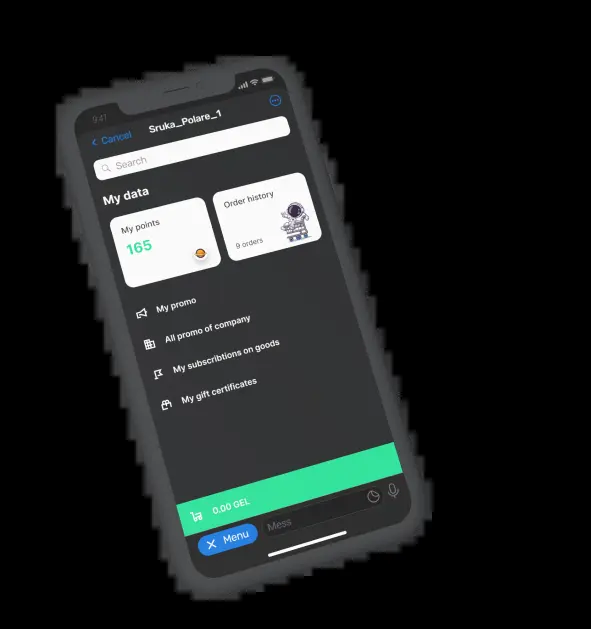 9:41
Cancel
Sruka_Polare_1
Search
My data
My points
165
Order history
9 orders
My promo
All promo of company
My subscribtions on goods
My gift certificates
0.00 GEL
Menu
Mess